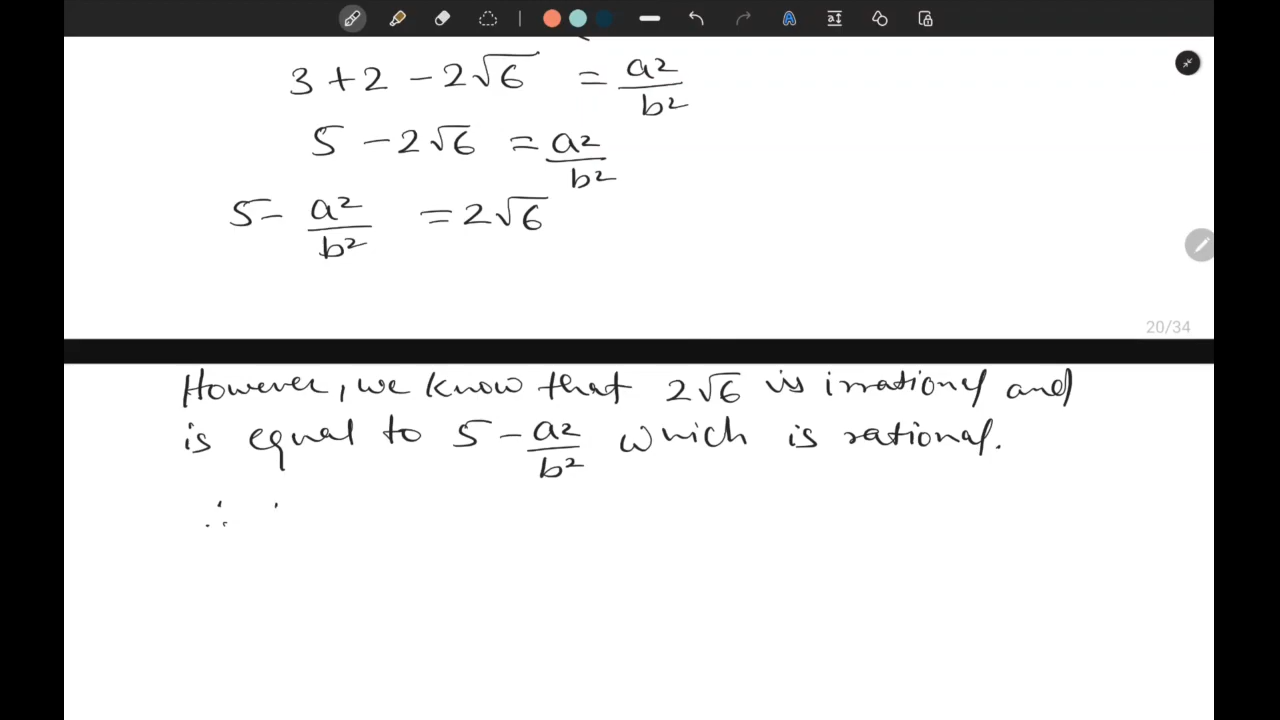 3 + 2 - 2√6 = a²/b²
5 - 2√6 = a²/b²
5 - a²/b² = 2√6
20/34
However, we know that 2√6 is irrational and
is equal to 5 - a²/b² which is rational.
∴